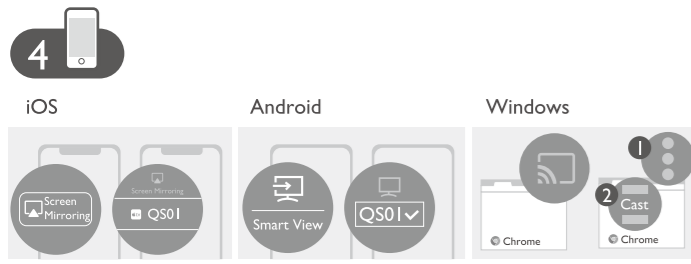 4
iOS
Android
Windows
Screen
Mirroring
Screen Mirroring
QS01
Smart View
QS01
Chrome
1
2
Cast
Chrome